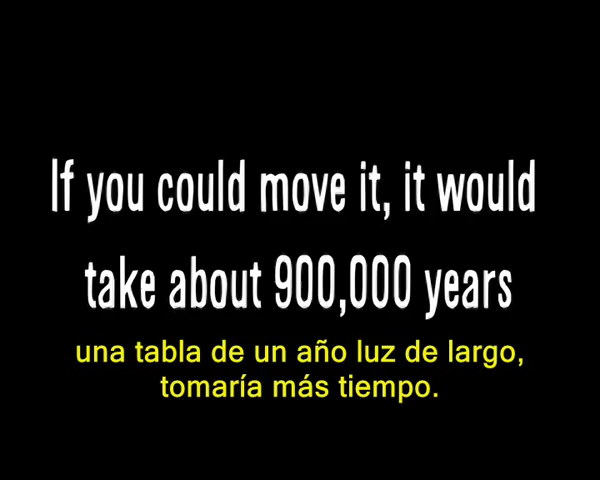 If you could move it, it would
take about 900,000 years
una tabla de un año luz de largo,
tomaría más tiempo.